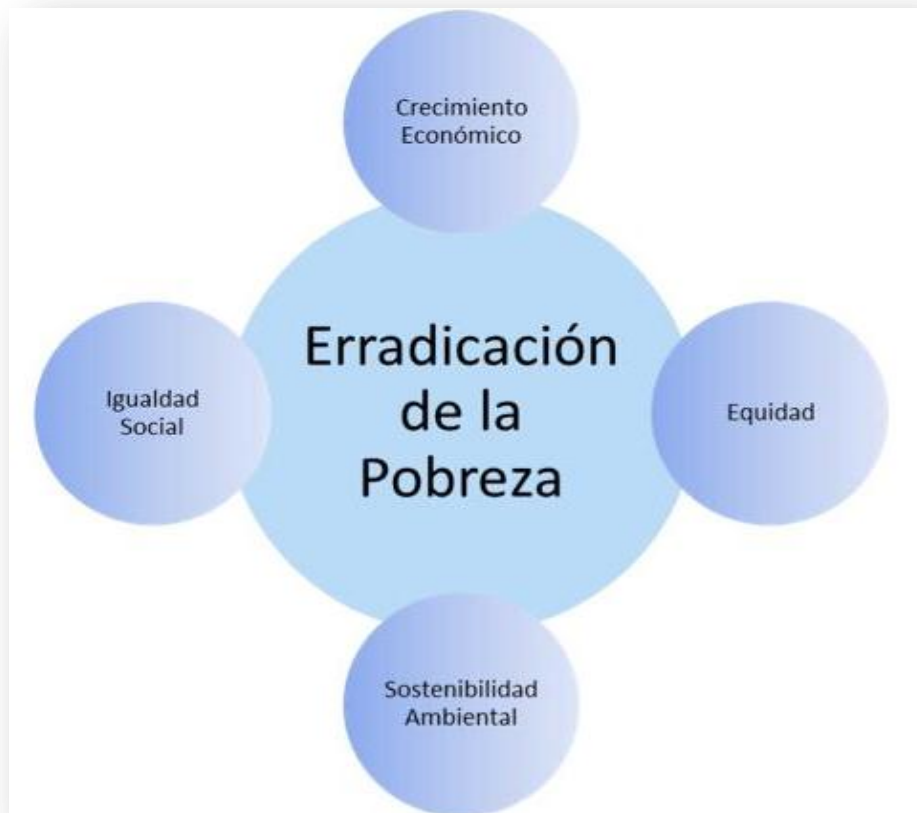 Crecimiento
Económico
Erradicación
de la
Pobreza
Igualdad
Social
Equidad
Sostenibilidad
Ambiental